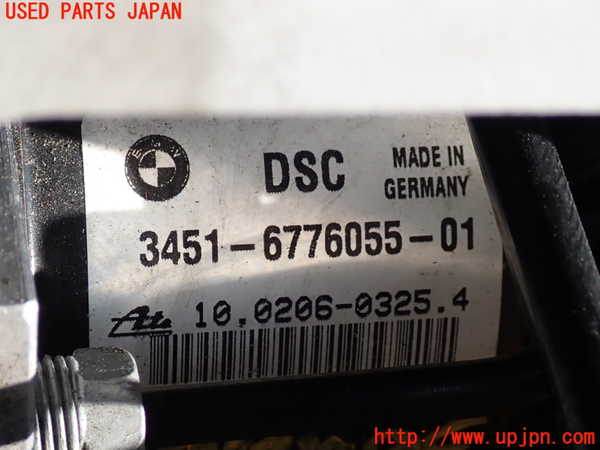 USED PARTS JAPAN
BMW
DSC
MADE IN
GERMANY
3451-6776055-01
Ate 10.0206-0325.4
http://www.upjpn.com